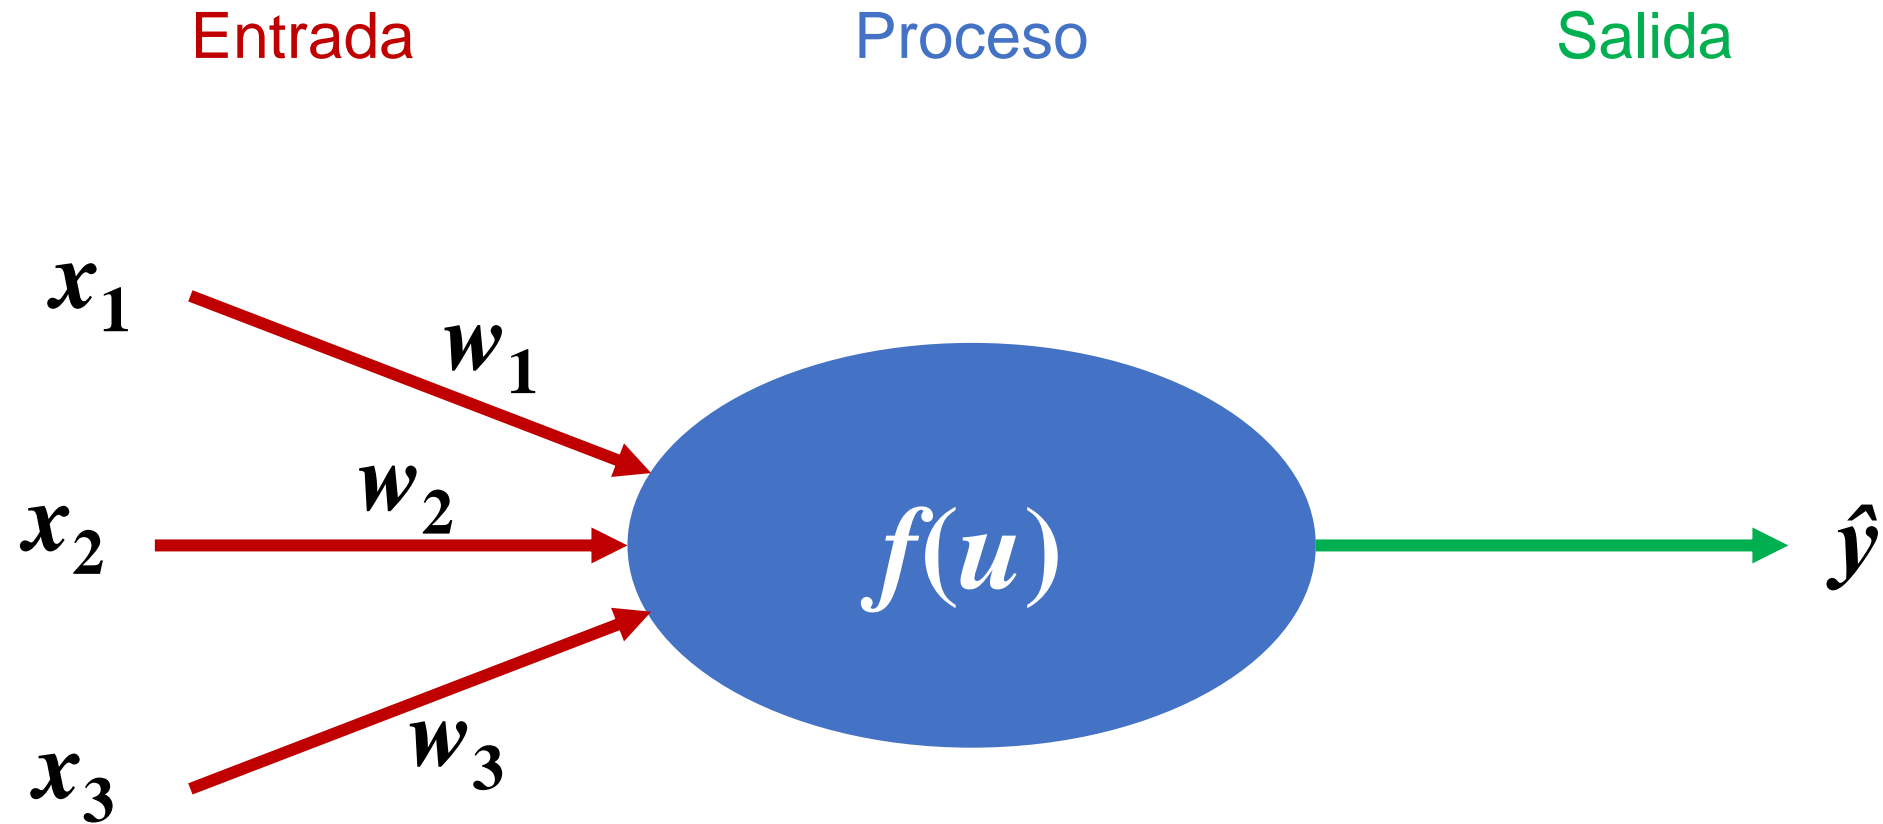 Entrada Proceso Salida
x₁
w₁
w₂
x₂
f(u)
ŷ
w₃
x₃